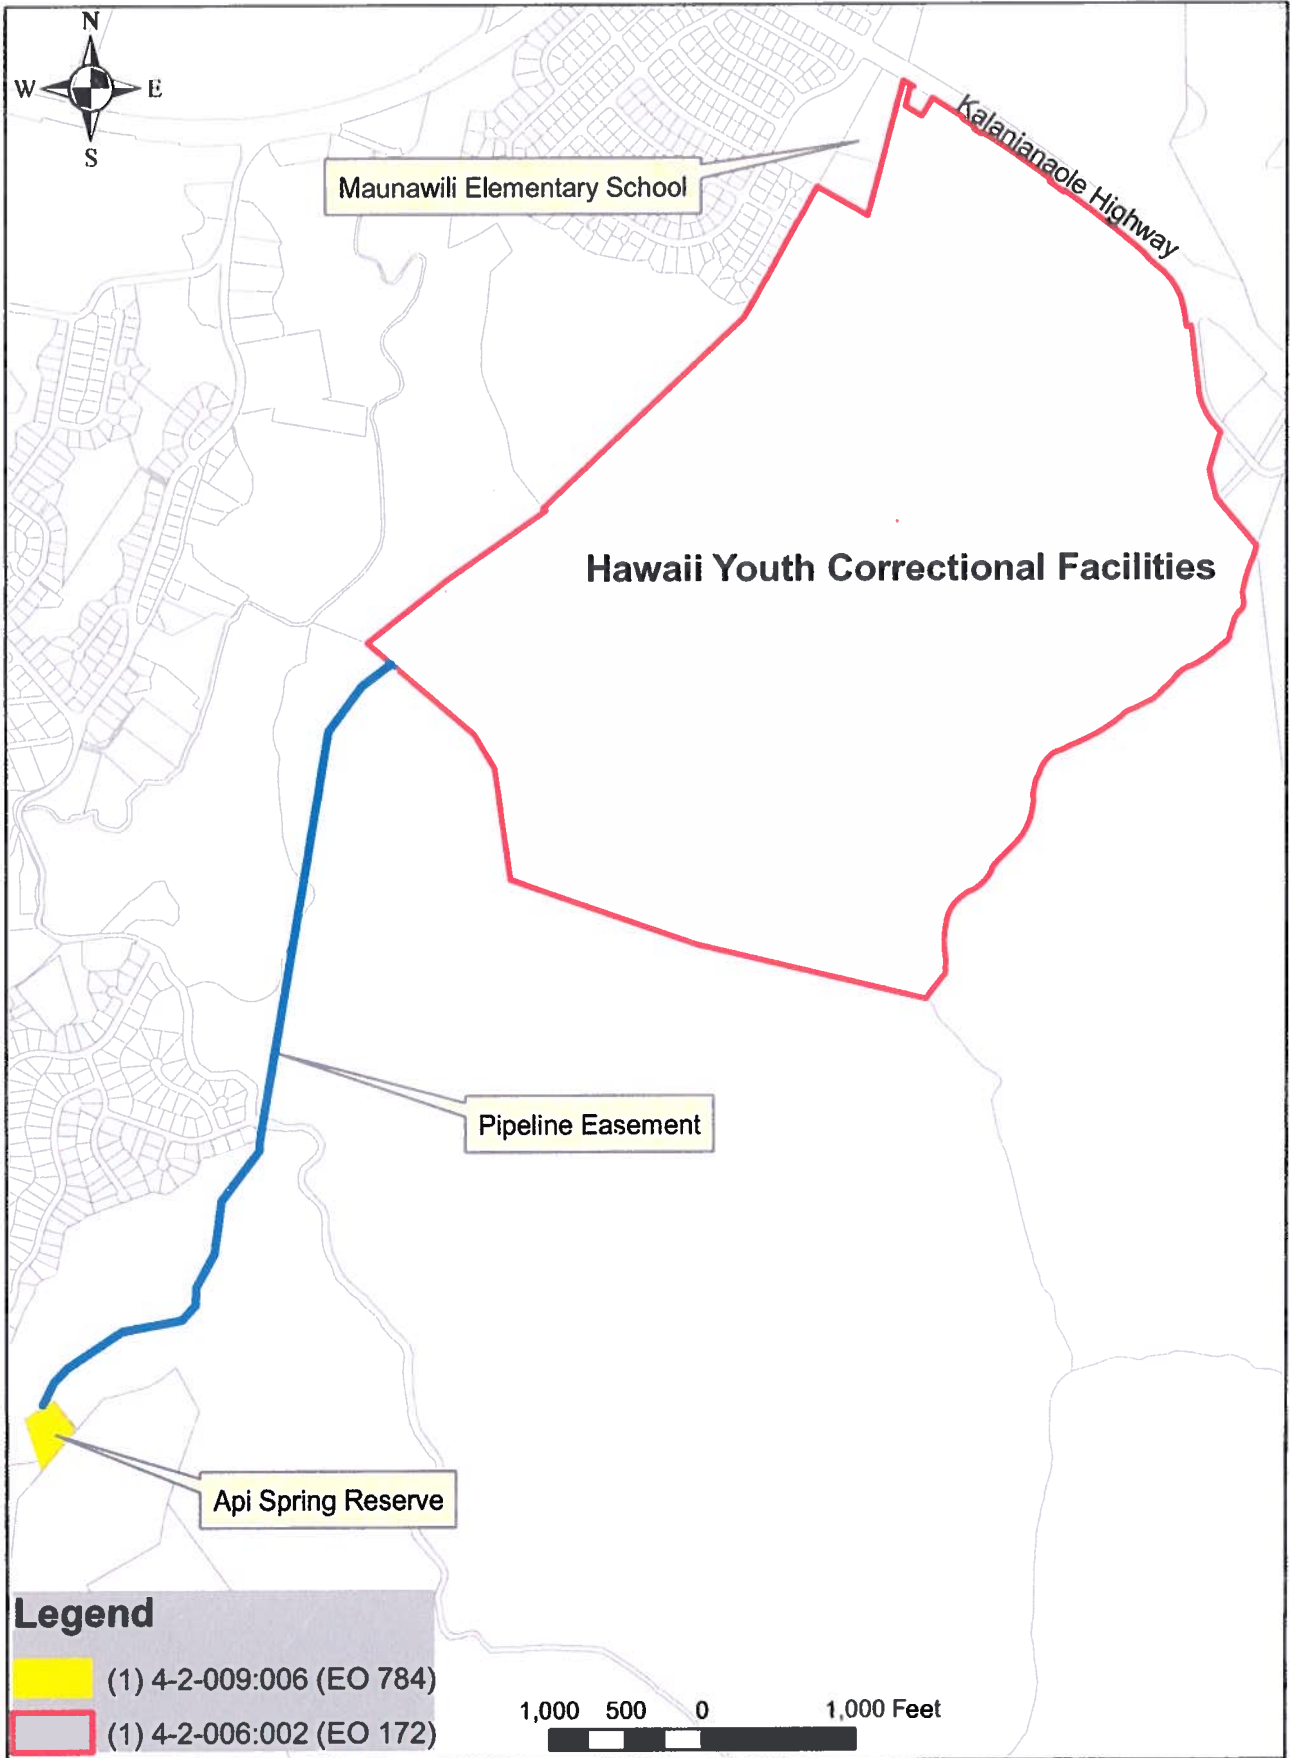 N
W E
S
Maunawili Elementary School
Kalanianaole Highway
Hawaii Youth Correctional Facilities
Pipeline Easement
Api Spring Reserve
Legend
(1) 4-2-009:006 (EO 784)
(1) 4-2-006:002 (EO 172)
1,000 500 0 1,000 Feet